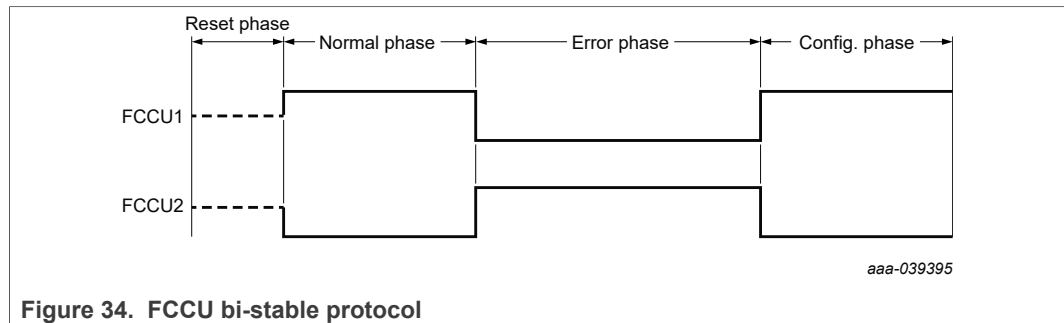 Reset phase
Normal phase
Error phase
Config. phase
FCCU1
FCCU2
aaa-039395
Figure 34. FCCU bi-stable protocol